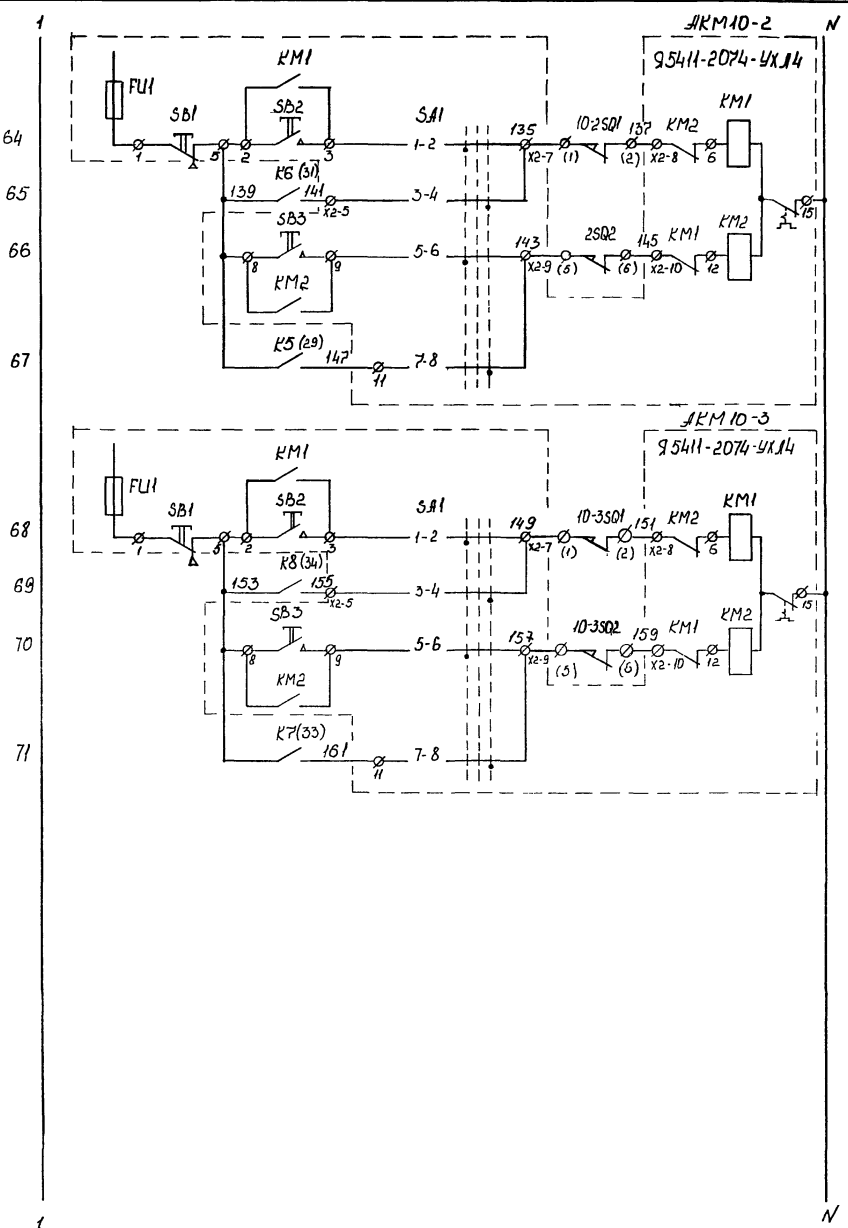 1
АКМ10-2
N
Я5411-2074-УХЛ4
FU1
KM1
SB1
SB2
SA1
KM1
64
1
5
2
3
1-2
135
X2-7
(1)
10-2SQ1
(2)
137
X2-8
KM2
6
65
139
K6 (31)
141
X2-5
3-4
15
66
SB3
8
9
5-6
143
X2-9
(5)
2SQ2
(6)
145
X2-10
KM1
12
KM2
KM2
67
K5 (29)
147
11
7-8
АКМ10-3
Я5411-2074-УХЛ4
FU1
KM1
SB1
SB2
SA1
KM1
68
1
5
2
3
1-2
149
X2-7
(1)
10-3SQ1
(2)
151
X2-8
KM2
6
69
153
K8 (34)
155
X2-5
3-4
15
70
SB3
8
9
5-6
157
X2-9
(5)
10-3SQ2
(6)
159
X2-10
KM1
12
KM2
KM2
71
K7(33)
161
11
7-8
1
N